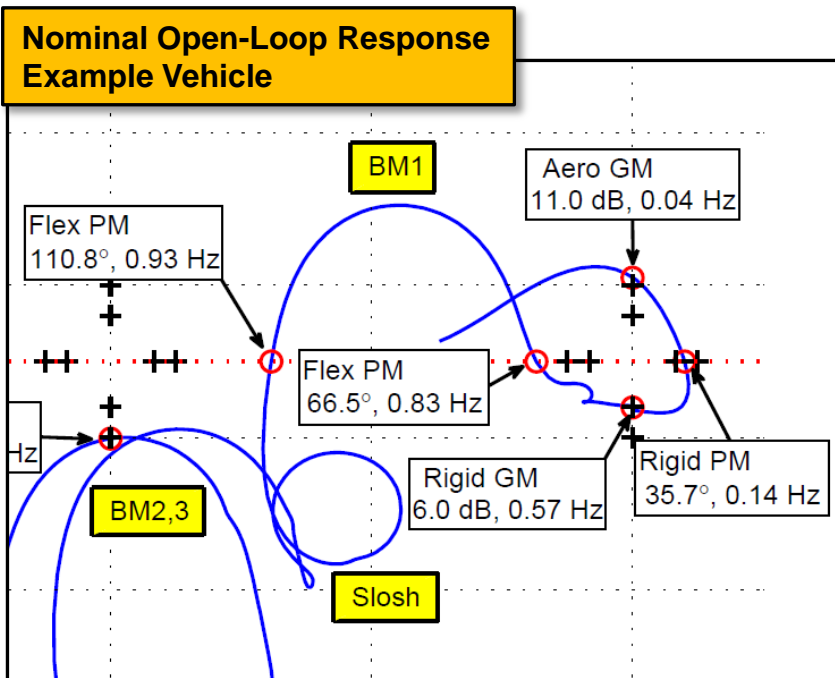 Nominal Open-Loop Response
Example Vehicle
BM1
Aero GM
11.0 dB, 0.04 Hz
Flex PM
110.8°, 0.93 Hz
Flex PM
66.5°, 0.83 Hz
Hz
Rigid GM
6.0 dB, 0.57 Hz
Rigid PM
35.7°, 0.14 Hz
BM2,3
Slosh